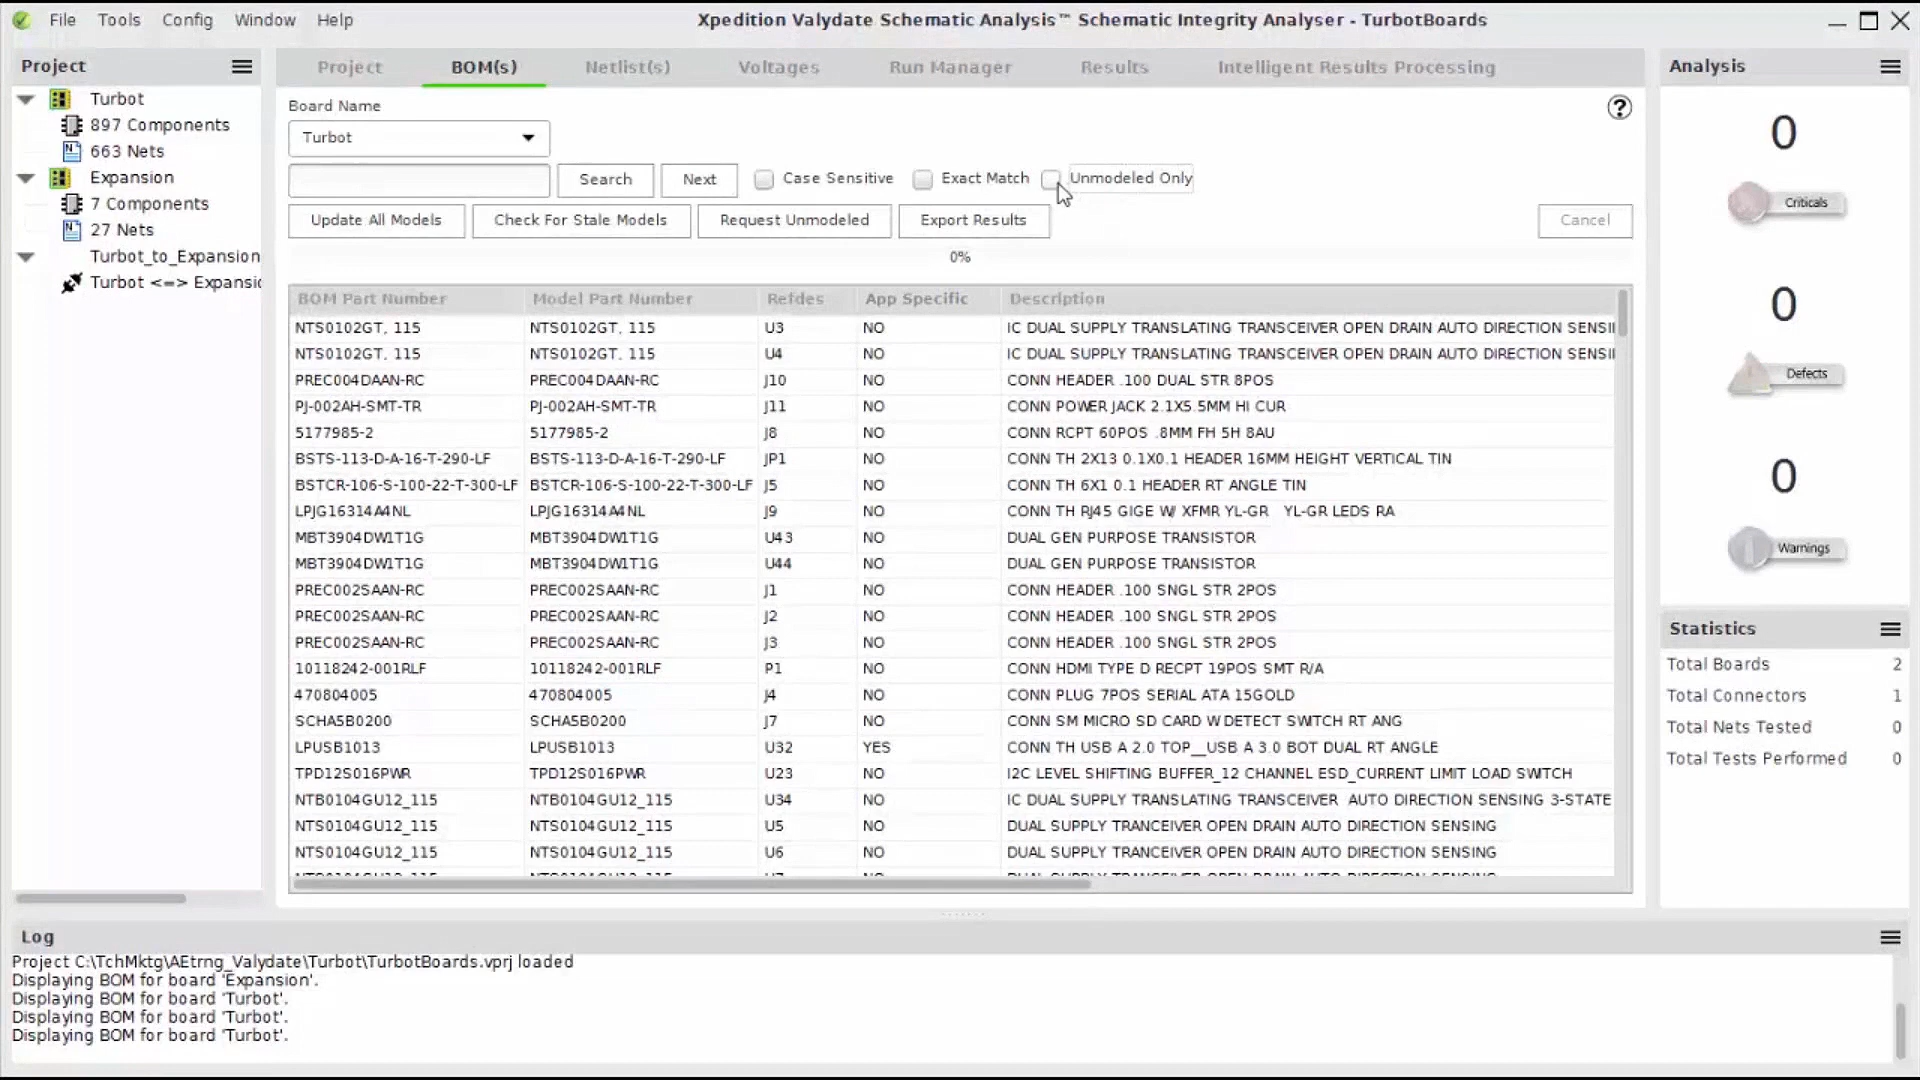 File Tools Config Window Help
Xpedition Valydate Schematic Analysis™ Schematic Integrity Analyser - TurbotBoards
Project
Turbot
897 Components
663 Nets
Expansion
7 Components
27 Nets
Turbot_to_Expansion
Turbot <=> Expansic
Project BOM(s) Netlist(s) Voltages Run Manager Results Intelligent Results Processing
Board Name
Turbot
Search Next Case Sensitive Exact Match Unmodeled Only
Update All Models Check For Stale Models Request Unmodeled Export Results Cancel
0%
BOM Part Number Model Part Number Refdes App Specific Description
NTS0102GT, 115 NTS0102GT, 115 U3 NO IC DUAL SUPPLY TRANSLATING TRANSCEIVER OPEN DRAIN AUTO DIRECTION SENSII
NTS0102GT, 115 NTS0102GT, 115 U4 NO IC DUAL SUPPLY TRANSLATING TRANSCEIVER OPEN DRAIN AUTO DIRECTION SENSII
PREC004DAAN-RC PREC004DAAN-RC J10 NO CONN HEADER .100 DUAL STR 8POS
PJ-002AH-SMT-TR PJ-002AH-SMT-TR J11 NO CONN POWER JACK 2.1X5.5MM HI CUR
5177985-2 5177985-2 J8 NO CONN RCPT 60POS .8MM FH 5H 8AU
BSTS-113-D-A-16-T-290-LF BSTS-113-D-A-16-T-290-LF JP1 NO CONN TH 2X13 0.1X0.1 HEADER 16MM HEIGHT VERTICAL TIN
BSTCR-106-S-100-22-T-300-LF BSTCR-106-S-100-22-T-300-LF J5 NO CONN TH 6X1 0.1 HEADER RT ANGLE TIN
LPJG16314A4NL LPJG16314A4NL J9 NO CONN TH RJ45 GIGE W/ XFMR YL-GR YL-GR LEDS RA
MBT3904DW1T1G MBT3904DW1T1G U43 NO DUAL GEN PURPOSE TRANSISTOR
MBT3904DW1T1G MBT3904DW1T1G U44 NO DUAL GEN PURPOSE TRANSISTOR
PREC002SAAN-RC PREC002SAAN-RC J1 NO CONN HEADER .100 SNGL STR 2POS
PREC002SAAN-RC PREC002SAAN-RC J2 NO CONN HEADER .100 SNGL STR 2POS
PREC002SAAN-RC PREC002SAAN-RC J3 NO CONN HEADER .100 SNGL STR 2POS
10118242-001RLF 10118242-001RLF P1 NO CONN HDMI TYPE D RECPT 19POS SMT R/A
470804005 470804005 J4 NO CONN PLUG 7POS SERIAL ATA 15GOLD
SCHA5B0200 SCHA5B0200 J7 NO CONN SM MICRO SD CARD W DETECT SWITCH RT ANG
LPUSB1013 LPUSB1013 U32 YES CONN TH USB A 2.0 TOP__USB A 3.0 BOT DUAL RT ANGLE
TPD12S016PWR TPD12S016PWR U23 NO I2C LEVEL SHIFTING BUFFER_12 CHANNEL ESD_CURRENT LIMIT LOAD SWITCH
NTB0104GU12_115 NTB0104GU12_115 U34 NO IC DUAL SUPPLY TRANSLATING TRANSCEIVER AUTO DIRECTION SENSING 3-STATE
NTS0104GU12_115 NTS0104GU12_115 U5 NO DUAL SUPPLY TRANCEIVER OPEN DRAIN AUTO DIRECTION SENSING
NTS0104GU12_115 NTS0104GU12_115 U6 NO DUAL SUPPLY TRANCEIVER OPEN DRAIN AUTO DIRECTION SENSING
Analysis
0
Criticals
0
Defects
0
Warnings
Statistics
Total Boards 2
Total Connectors 1
Total Nets Tested 0
Total Tests Performed 0
Log
Project C:\TchMktg\AEtrng_Valydate\Turbot\TurbotBoards.vprj loaded
Displaying BOM for board 'Expansion'.
Displaying BOM for board 'Turbot'.
Displaying BOM for board 'Turbot'.
Displaying BOM for board 'Turbot'.